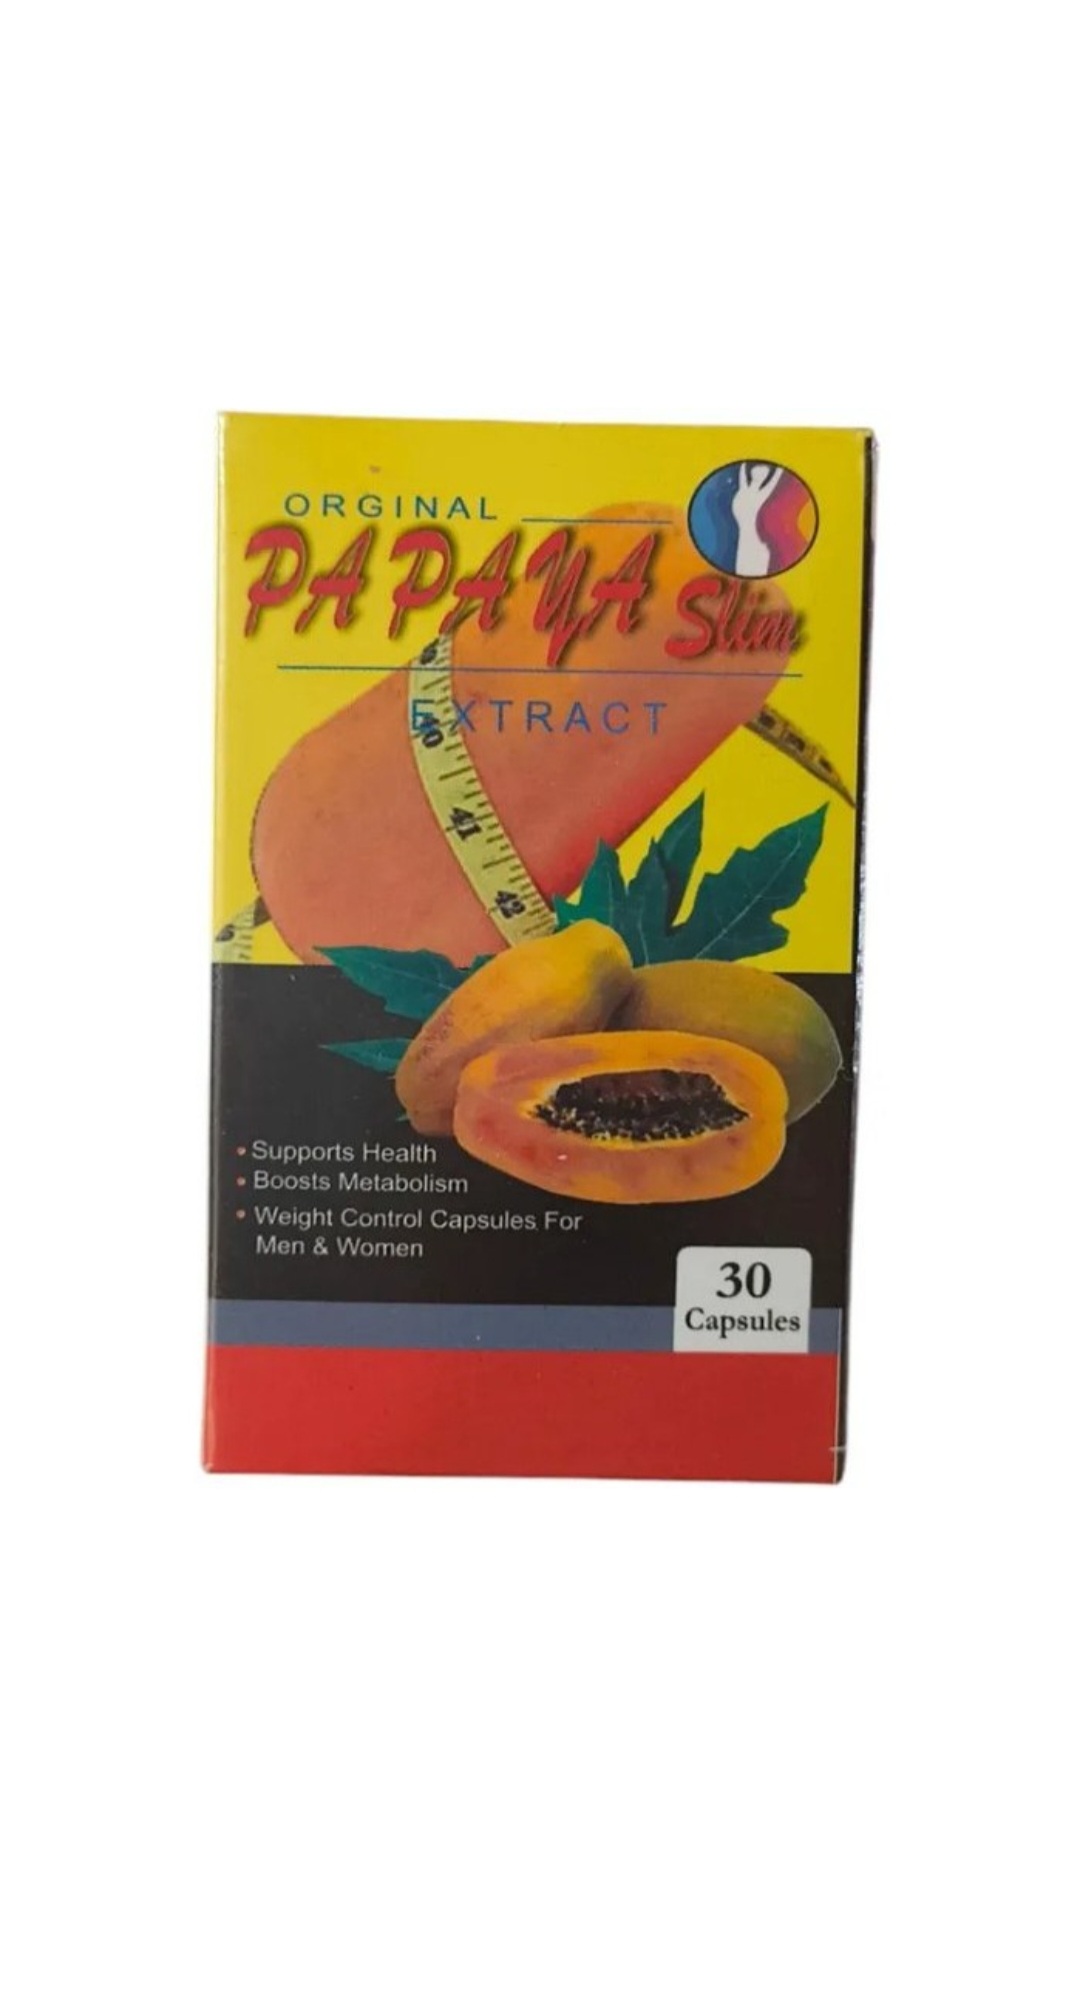 ORGINAL
PAPAYA Slim
EXTRACT
40
41
42
• Supports Health
• Boosts Metabolism
• Weight Control Capsules For
Men & Women
30
Capsules